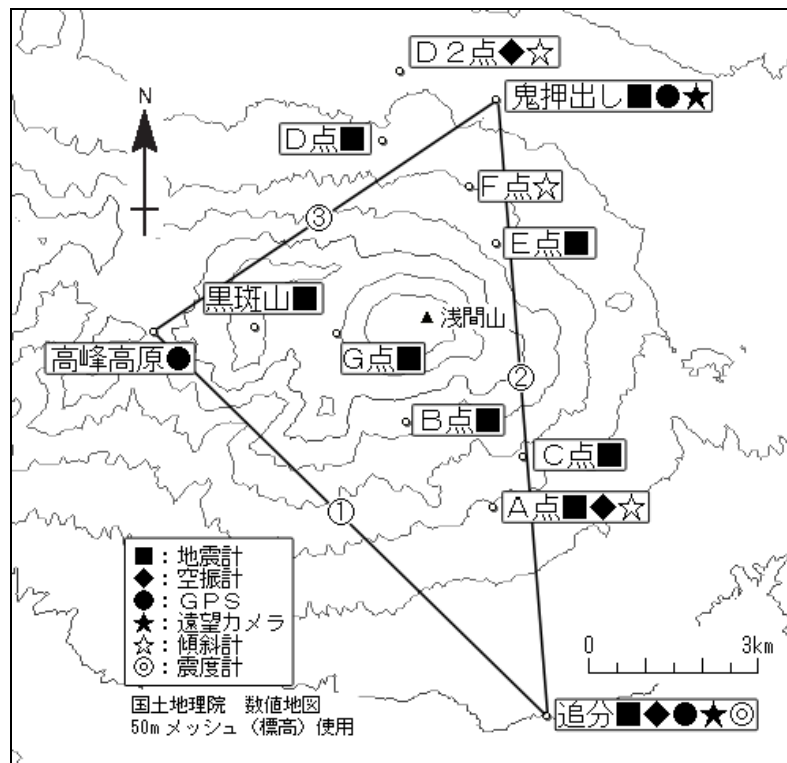 D2点◆☆
鬼押出し■●★
N
D点■
F点☆
③
E点■
黒斑山■
▲浅間山
高峰高原●
G点■
②
B点■
C点■
①
A点■◆☆
■:地震計
◆:空振計
●:GPS
★:遠望カメラ
☆:傾斜計
◎:震度計
0 3km
国土地理院 数値地図
50mメッシュ(標高)使用
追分■◆●★◎